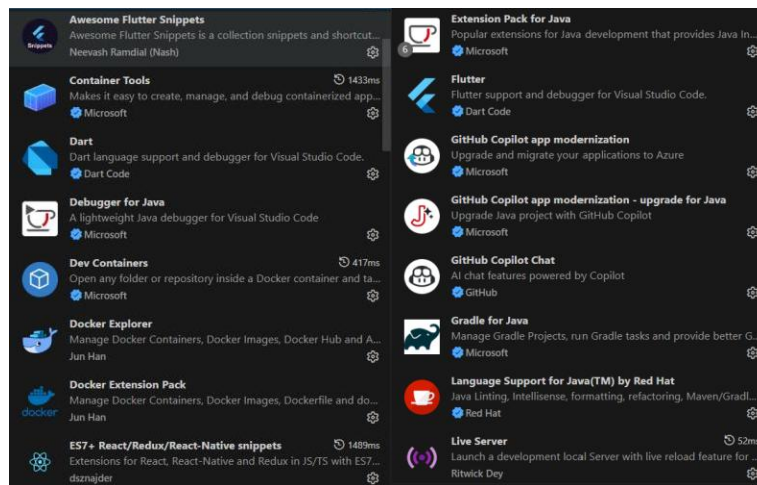 Awesome Flutter Snippets
Awesome Flutter Snippets is a collection snippets and shortcut...
Neevash Ramdial (Nash)
Container Tools 1433ms
Makes it easy to create, manage, and debug containerized app...
Microsoft
Dart
Dart language support and debugger for Visual Studio Code.
Dart Code
Debugger for Java
A lightweight Java debugger for Visual Studio Code
Microsoft
Dev Containers 417ms
Open any folder or repository inside a Docker container and ta...
Microsoft
Docker Explorer
Manage Docker Containers, Docker Images, Docker Hub and A...
Jun Han
Docker Extension Pack
Manage Docker Containers, Docker Images, Dockerfile and do...
Jun Han
docker
ES7+ React/Redux/React-Native snippets 1489ms
Extensions for React, React-Native and Redux in JS/TS with ES7...
dsznajder
Snippets
Extension Pack for Java
Popular extensions for Java development that provides Java In...
6
Microsoft
Flutter
Flutter support and debugger for Visual Studio Code.
Dart Code
GitHub Copilot app modernization
Upgrade and migrate your applications to Azure
Microsoft
GitHub Copilot app modernization - upgrade for Java
Upgrade Java project with GitHub Copilot
Microsoft
GitHub Copilot Chat
AI chat features powered by Copilot
GitHub
Gradle for Java
Manage Gradle Projects, run Gradle tasks and provide better G...
Microsoft
Language Support for Java(TM) by Red Hat
Java Linting, Intellisense, formatting, refactoring, Maven/Gradl...
Red Hat
Live Server 52ms
Launch a development local Server with live reload feature for ...
Ritwick Dey